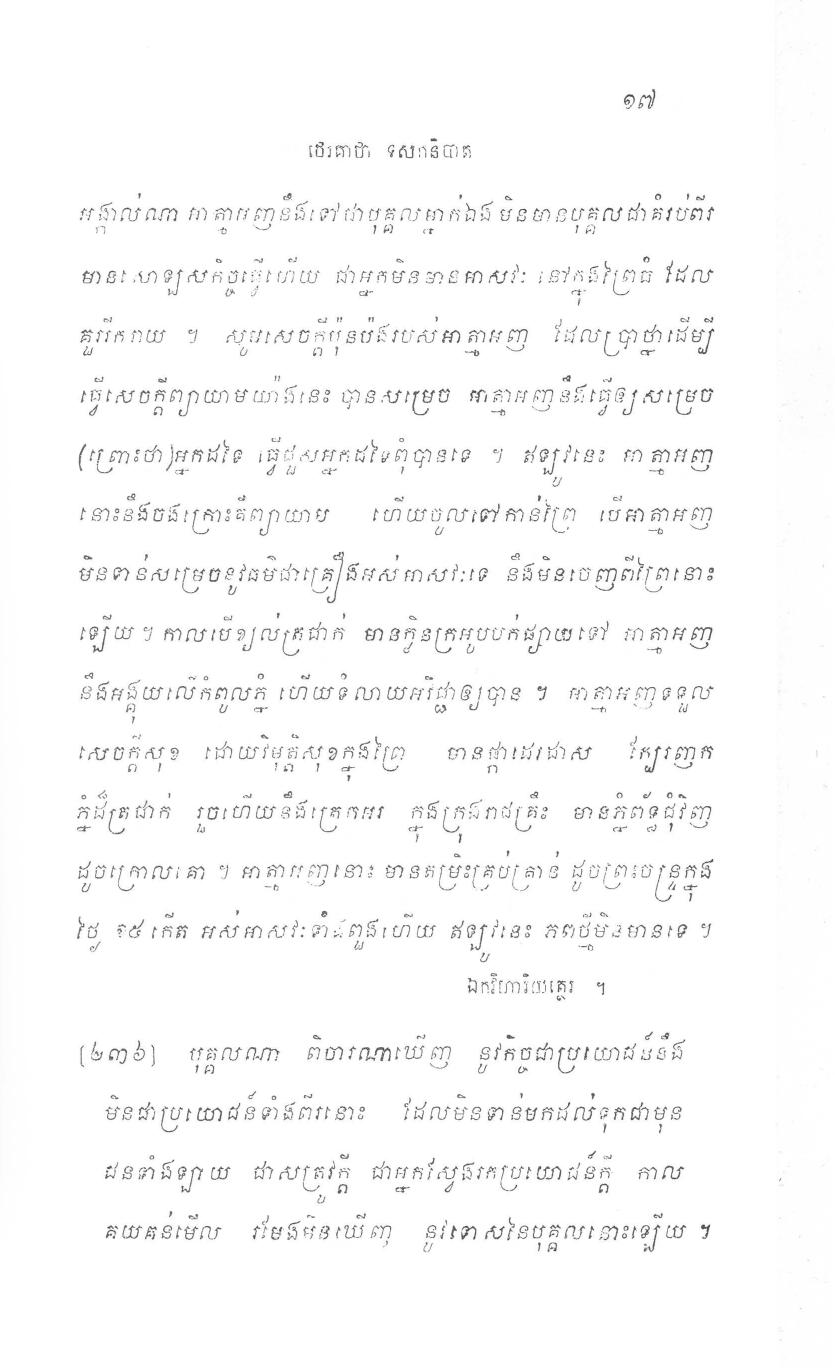 ១៧
ថេរគាថា ទសកនិបាត
អង្កាល់ណា អាត្មាអញនឹងទៅជាបុគ្គលម្នាក់ឯង មិនមានបុគ្គលជាគំរប់ពីរ
មានសោឡសកិច្ចធ្វើហើយ ជាអ្នកមិនមានអាសវៈ នៅក្នុងព្រៃធំ ដែល
គួររីករាយ ។ សូមសេចក្តីប៉ុនប៉ងរបស់អាត្មាអញ ដែលប្រាថ្នាដើម្បី
ធ្វើសេចក្តីព្យាយាមយ៉ាងនេះ បានសម្រេច អាត្មាអញនឹងធ្វើឲ្យសម្រេច
(ព្រោះថា)អ្នកដទៃ ធ្វើជួសអ្នកដទៃពុំបានទេ ។ ឥឡូវនេះ អាត្មាអញ
នោះនឹងចងក្រោះគឺព្យាយាម ហើយចូលទៅកាន់ព្រៃ បើអាត្មាអញ
មិនទាន់សម្រេចនូវធម៌ជាគ្រឿងអស់អាសវៈទេ នឹងមិនចេញពីព្រៃនោះ
ឡើយ ។ កាលបើខ្យល់ត្រជាក់ មានក្លិនក្រអូបបក់ផ្សាយទៅ អាត្មាអញ
នឹងអង្គុយលើកំពូលភ្នំ ហើយទំលាយអវិជ្ជាឲ្យបាន ។ អាត្មាអញទទួល
សេចក្តីសុខ ដោយវិមុត្តិសុខក្នុងព្រៃ មានផ្កាដេរដាស ក្បែរញក
ភ្នំដ៏ត្រជាក់ រួចហើយនឹងត្រេកអរ ក្នុងក្រុងរាជគ្រឹះ មានភ្នំព័ទ្ធជុំវិញ
ដូចក្រោលគោ ។ អាត្មាអញនោះ មានតម្រិះគ្រប់គ្រាន់ ដូចព្រះចន្ទ្រក្នុង
ថ្ងៃ ១៥ កើត អស់អាសវៈទាំងពួងហើយ ឥឡូវនេះ ភពថ្មីមិនមានទេ ។
ឯកវិហារិយត្ថេរ ។
(២៣៦) បុគ្គលណា ពិចារណាឃើញ នូវកិច្ចជាប្រយោជន៍នឹង
មិនជាប្រយោជន៍ទាំងពីរនោះ ដែលមិនទាន់មកដល់ទុកជាមុន
ជនទាំងឡាយ ជាសត្រូវក្តី ជាអ្នកស្វែងរកប្រយោជន៍ក្តី កាល
គយគន់មើល រមែងមិនឃើញ នូវទោសនៃបុគ្គលនោះឡើយ ។